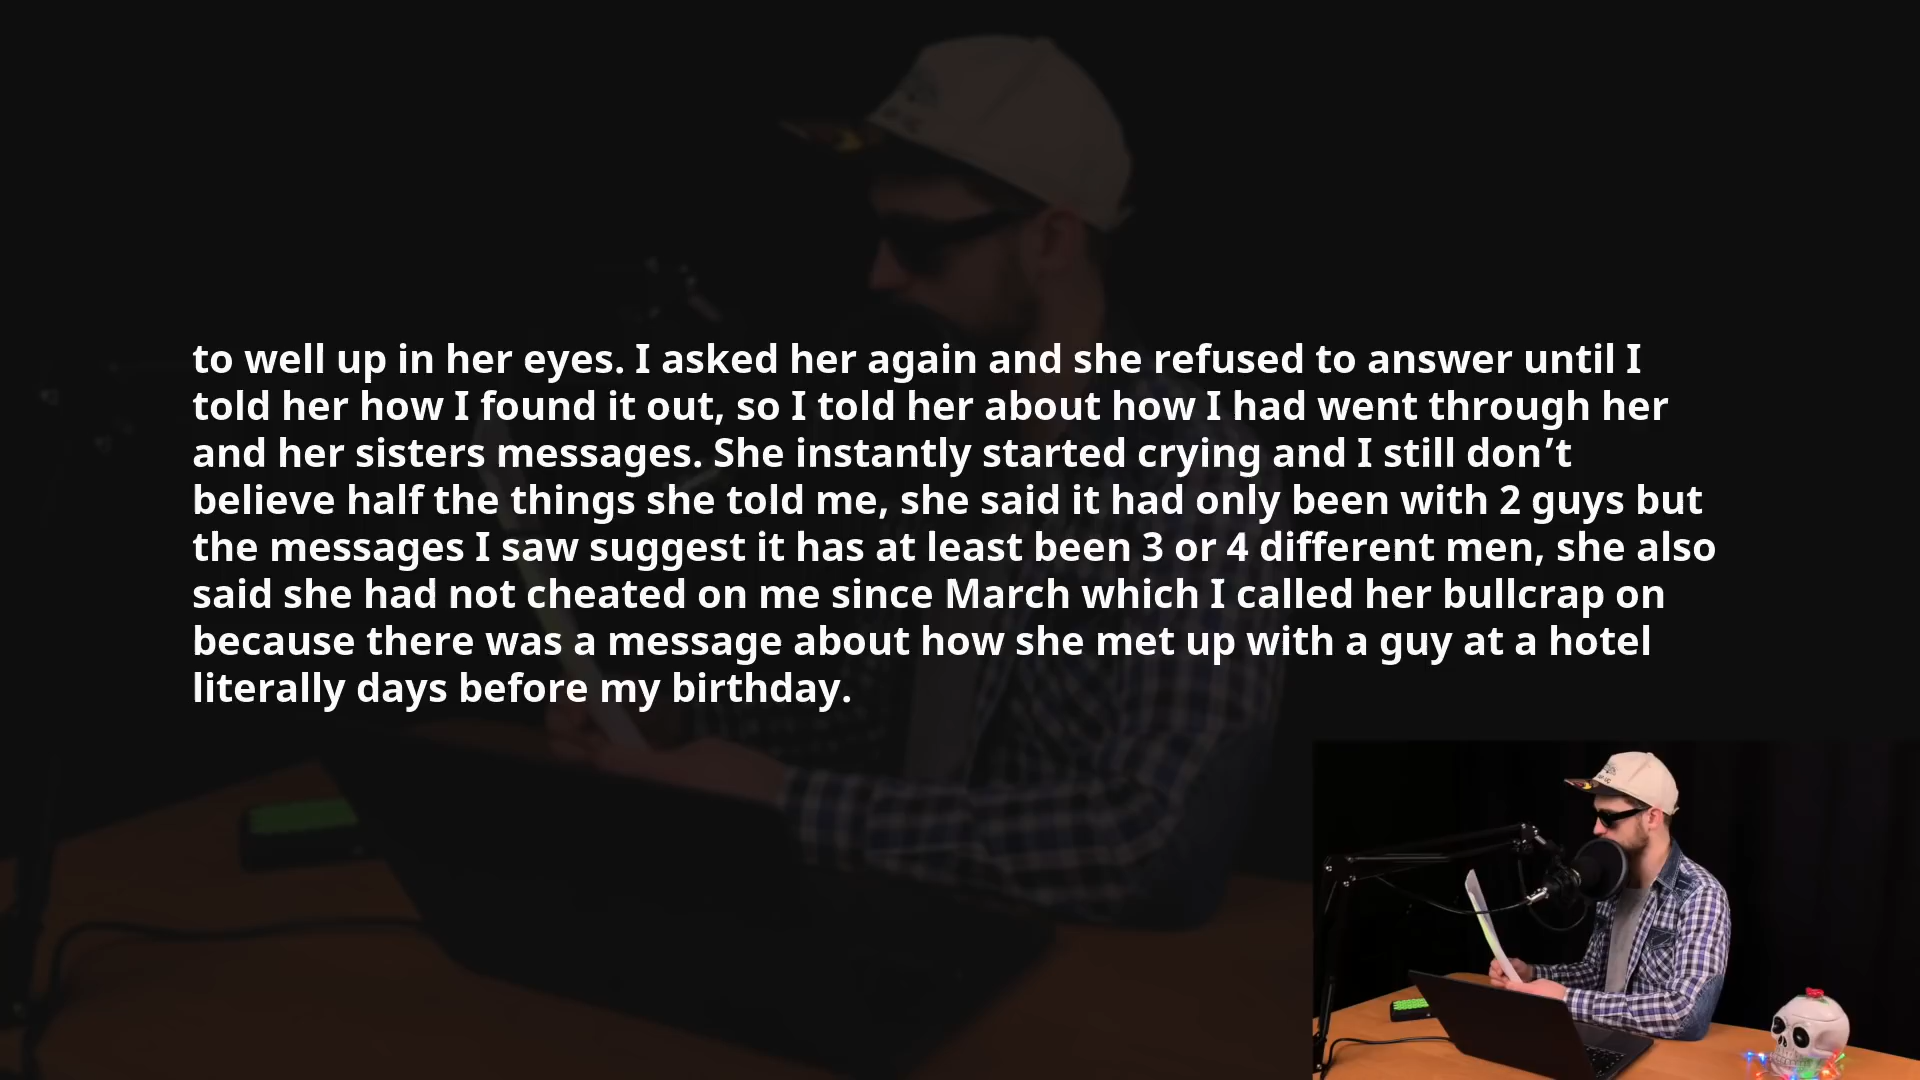 to well up in her eyes. I asked her again and she refused to answer until I
told her how I found it out, so I told her about how I had went through her
and her sisters messages. She instantly started crying and I still don’t
believe half the things she told me, she said it had only been with 2 guys but
the messages I saw suggest it has at least been 3 or 4 different men, she also
said she had not cheated on me since March which I called her bullcrap on
because there was a message about how she met up with a guy at a hotel
literally days before my birthday.